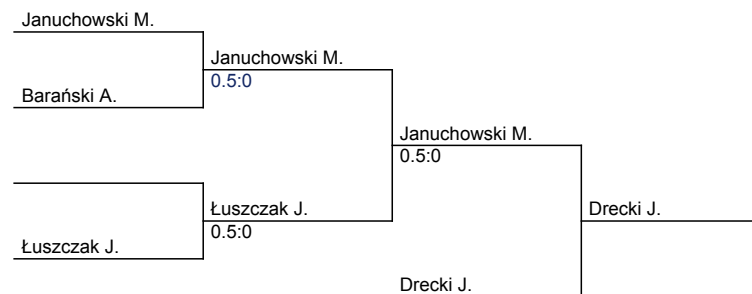 Januchowski M.
Januchowski M.
0.5:0
Barański A.
Januchowski M.
0.5:0
Łuszczak J.
0.5:0
Drecki J.
Łuszczak J.
Drecki J.